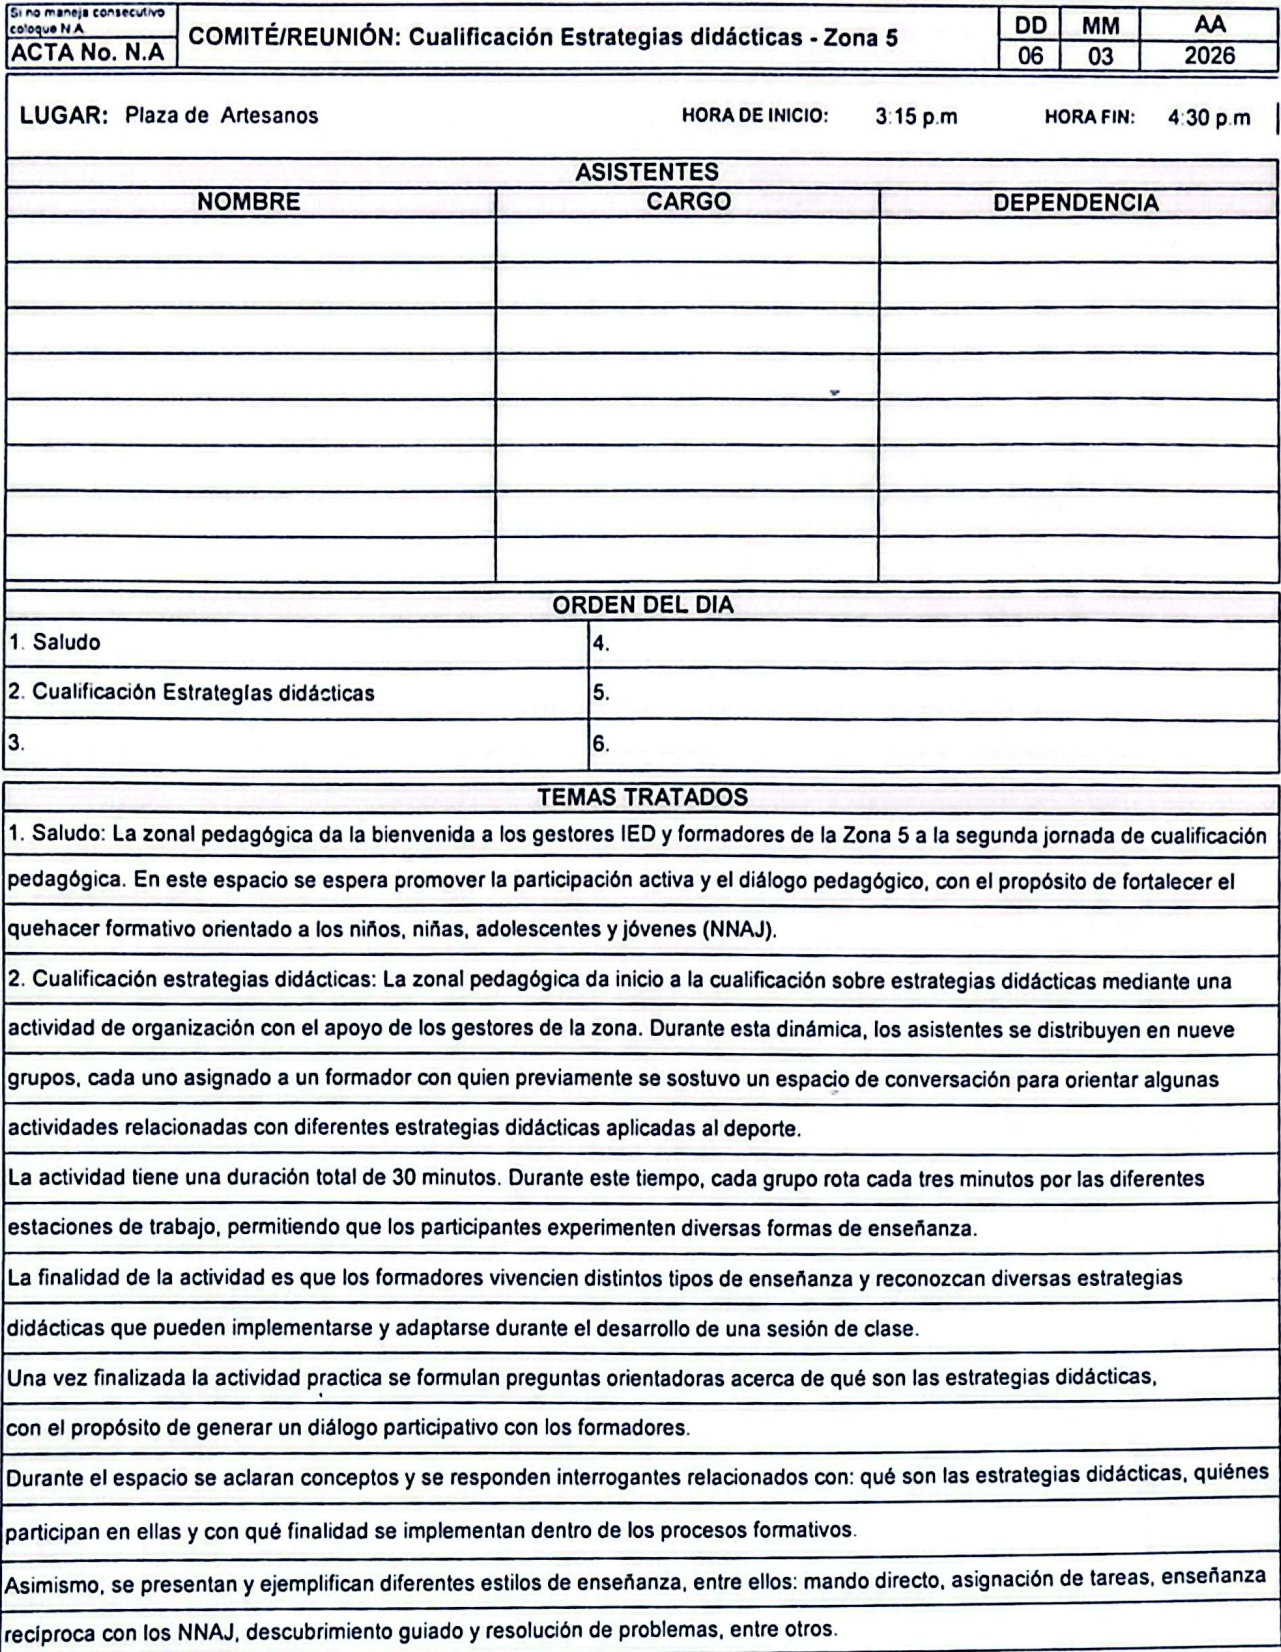 Si no maneja consecutivo
coloque N.A
ACTA No. N.A
COMITÉ/REUNIÓN: Cualificación Estrategias didácticas - Zona 5
DD MM AA
06 03 2026
LUGAR: Plaza de Artesanos HORA DE INICIO: 3:15 p.m HORA FIN: 4:30 p.m
ASISTENTES
NOMBRE CARGO DEPENDENCIA
ORDEN DEL DIA
1. Saludo 4.
2. Cualificación Estrategías didácticas 5.
3. 6.
TEMAS TRATADOS
1. Saludo: La zonal pedagógica da la bienvenida a los gestores IED y formadores de la Zona 5 a la segunda jornada de cualificación
pedagógica. En este espacio se espera promover la participación activa y el diálogo pedagógico, con el propósito de fortalecer el
quehacer formativo orientado a los niños, niñas, adolescentes y jóvenes (NNAJ).
2. Cualificación estrategias didácticas: La zonal pedagógica da inicio a la cualificación sobre estrategias didácticas mediante una
actividad de organización con el apoyo de los gestores de la zona. Durante esta dinámica, los asistentes se distribuyen en nueve
grupos, cada uno asignado a un formador con quien previamente se sostuvo un espacio de conversación para orientar algunas
actividades relacionadas con diferentes estrategias didácticas aplicadas al deporte.
La actividad tiene una duración total de 30 minutos. Durante este tiempo, cada grupo rota cada tres minutos por las diferentes
estaciones de trabajo, permitiendo que los participantes experimenten diversas formas de enseñanza.
La finalidad de la actividad es que los formadores vivencien distintos tipos de enseñanza y reconozcan diversas estrategias
didácticas que pueden implementarse y adaptarse durante el desarrollo de una sesión de clase.
Una vez finalizada la actividad practica se formulan preguntas orientadoras acerca de qué son las estrategias didácticas,
con el propósito de generar un diálogo participativo con los formadores.
Durante el espacio se aclaran conceptos y se responden interrogantes relacionados con: qué son las estrategias didácticas, quiénes
participan en ellas y con qué finalidad se implementan dentro de los procesos formativos.
Asimismo, se presentan y ejemplifican diferentes estilos de enseñanza, entre ellos: mando directo, asignación de tareas, enseñanza
recíproca con los NNAJ, descubrimiento guiado y resolución de problemas, entre otros.